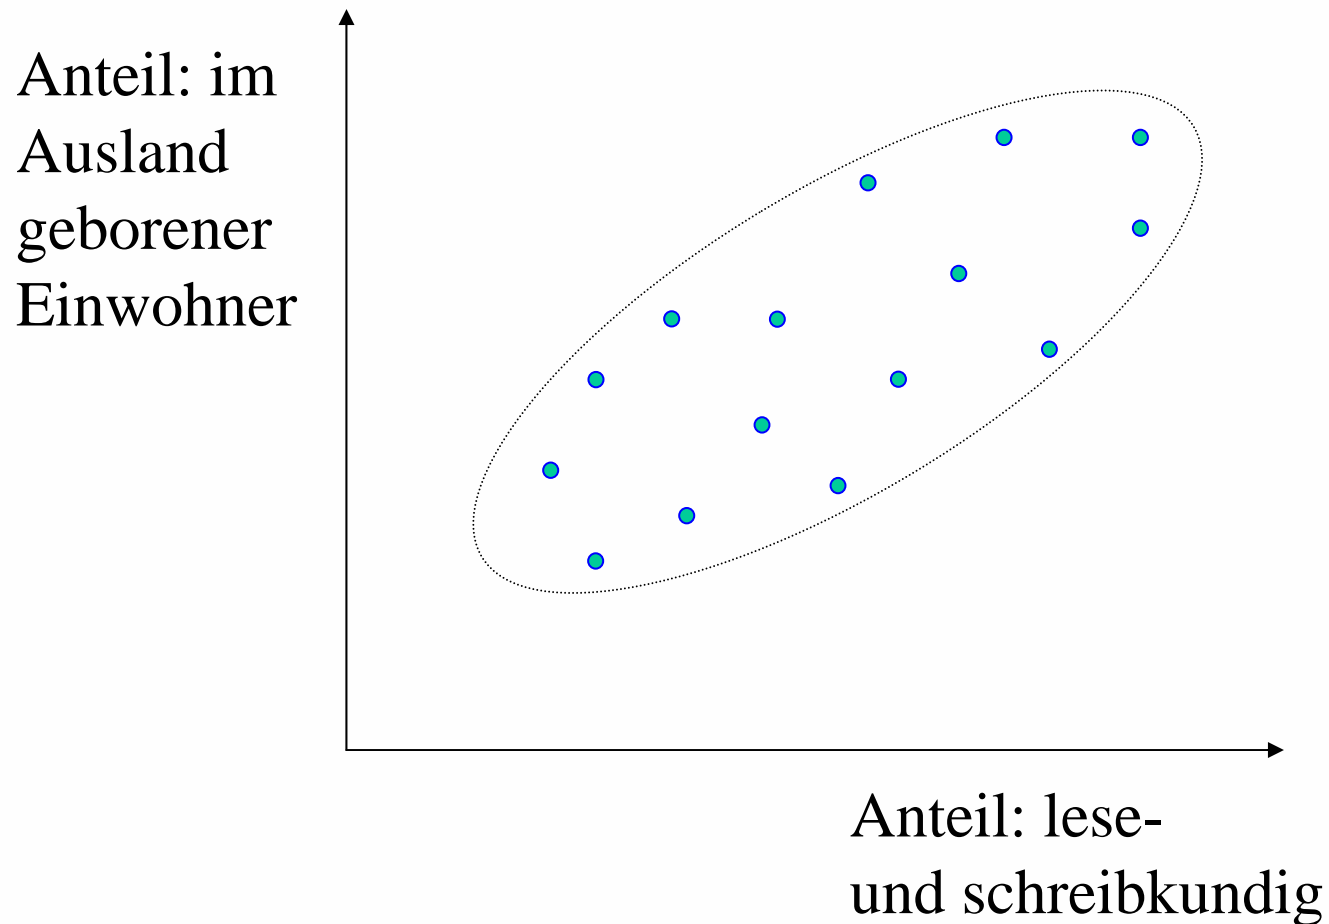 Anteil: im
Ausland
geborener
Einwohner
Anteil: lese-
und schreibkundig